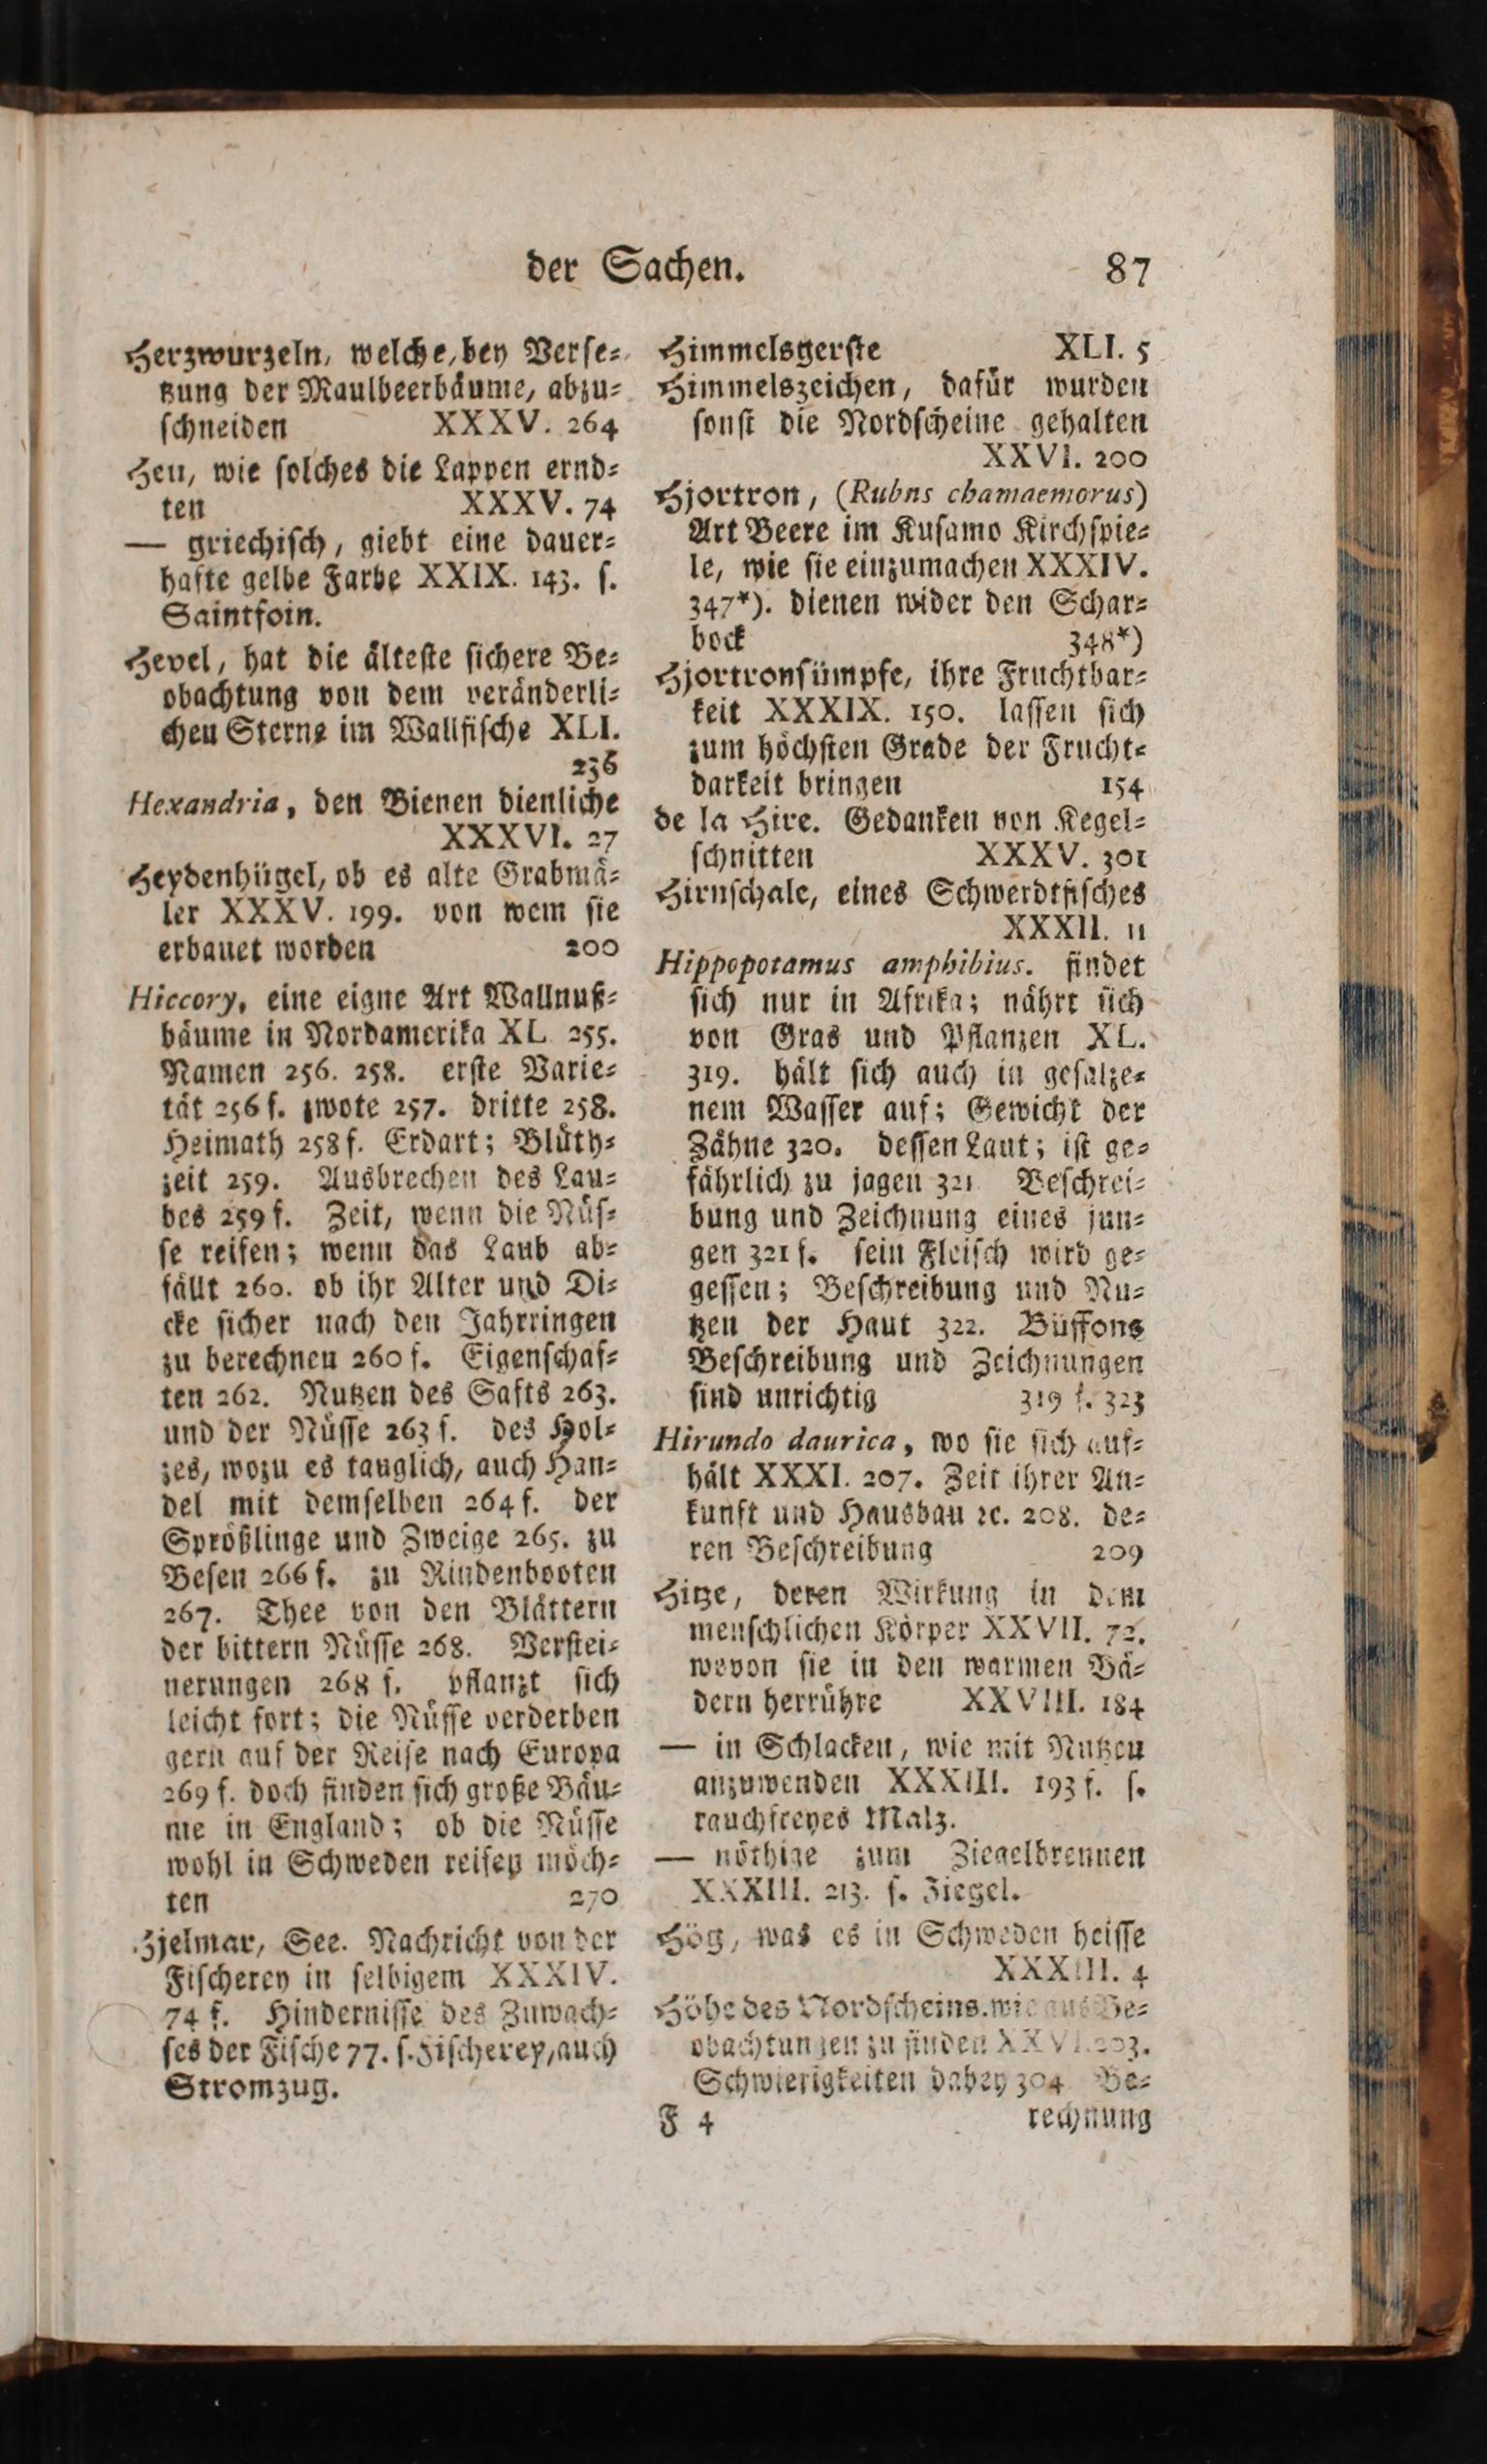 der Sachen.
87
Herzwurzeln, welche, bey Verse-
tzung der Maulbeerbäume, abzu-
schneiden XXXV. 264
Heu, wie solches die Lappen ernd-
ten XXXV. 74
— griechisch, giebt eine dauer-
hafte gelbe Farbe XXIX. 143. s.
Saintfoin.
Hevel, hat die älteste sichere Be-
obachtung von dem veränderli-
chen Sterne im Wallfische XLI.
236
Hexandria, den Bienen dienliche
XXXVI. 27
Heydenhügel, ob es alte Grabmä-
ler XXXV. 199. von wem sie
erbauet worden 200
Hiccory, eine eigne Art Wallnuß-
bäume in Nordamerika XL 255.
Namen 256. 258. erste Varie-
tät 256 f. zwote 257. dritte 258.
Heimath 258 f. Erdart; Blüth-
zeit 259. Ausbrechen des Lau-
bes 259 f. Zeit, wenn die Nüs-
se reifen; wenn das Laub ab-
fällt 260. ob ihr Alter und Di-
cke sicher nach den Jahrringen
zu berechnen 260 f. Eigenschaf-
ten 262. Nutzen des Safts 263.
und der Nüsse 263 f. des Hol-
zes, wozu es tauglich, auch Han-
del mit demselben 264 f. der
Sprößlinge und Zweige 265. zu
Besen 266 f. zu Rindenbooten
267. Thee von den Blättern
der bittern Nüsse 268. Verstei-
nerungen 268 f. pflanzt sich
leicht fort; die Nüsse verderben
gern auf der Reise nach Europa
269 f. doch finden sich große Bäu-
me in England; ob die Nüsse
wohl in Schweden reifen möch-
ten 270
Hjelmar, See. Nachricht von der
Fischerey in selbigem XXXIV.
74 f. Hindernisse des Zuwach-
ses der Fische 77. s. Fischerey, auch
Stromzug.
Himmelsgerste XLI. 5
Himmelszeichen, dafür wurden
sonst die Nordscheine gehalten
XXVI. 200
Hjortron, (Rubns chamaemorus)
Art Beere im Kusamo Kirchspie-
le, wie sie einzumachen XXXIV.
347*). dienen wider den Schar-
bock 348*)
Hjortronsümpfe, ihre Fruchtbar-
keit XXXIX. 150. lassen sich
zum höchsten Grade der Frucht-
darkeit bringen 154
de la Hire. Gedanken von Kegel-
schnitten XXXV. 301
Hirnschale, eines Schwerdtfisches
XXXII. 11
Hippopotamus amphibius. findet
sich nur in Afrika; nährt sich
von Gras und Pflanzen XL.
319. hält sich auch in gesalze-
nem Wasser auf; Gewicht der
Zähne 320. dessen Laut; ist ge-
fährlich zu jagen 321 Beschrei-
bung und Zeichnung eines jun-
gen 321 f. sein Fleisch wird ge-
gessen; Beschreibung und Nu-
tzen der Haut 322. Büffons
Beschreibung und Zeichnungen
sind unrichtig 319 f. 323
Hirundo daurica, wo sie sich auf-
hält XXXI. 207. Zeit ihrer An-
kunft und Hausbau ꝛc. 208. de-
ren Beschreibung 209
Hitze, deren Wirkung in dem
menschlichen Körper XXVII. 72.
wovon sie in den warmen Bä-
dern herrühre XXVIII. 184
— in Schlacken, wie mit Nutzen
anzuwenden XXXIII. 193 f. s.
rauchfreyes Malz.
— nöthige zum Ziegelbrennen
XXXIII. 213. s. Ziegel.
Hög, was es in Schweden heisse
XXXIII. 4
Höhe des Nordscheins. wie aus Be-
obachtungen zu finden XXVI. 203.
Schwierigkeiten dabey 304 Be-
F 4 rechnung